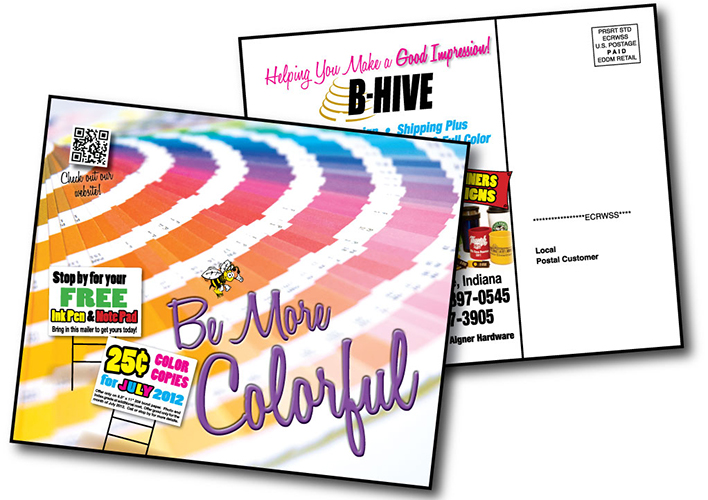 Check out our
website!
Stop by for your
FREE
Ink Pen & Note Pad
Bring in this mailer to get yours today!
25¢ COLOR
COPIES
for JULY 2012
Be More
Colorful
Helping You Make a Good Impression!
B-HIVE
& Shipping Plus
Full Color
NERS
IGNS
, Indiana
397-0545
7-3905
Aigner Hardware
PRSRT STD
ECRWSS
U.S. POSTAGE
PAID
EDDM RETAIL
******************ECRWSS****
Local
Postal Customer